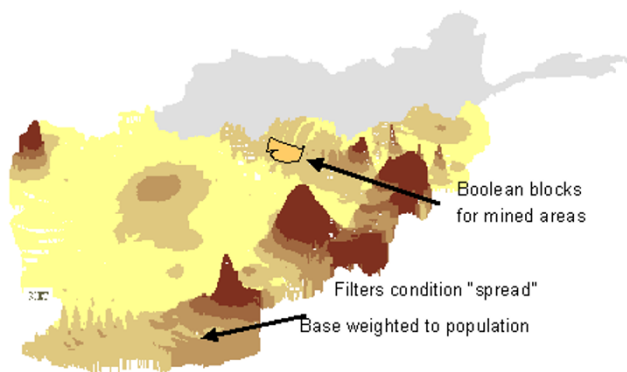 Boolean blocks
for mined areas
Filters condition "spread"
Base weighted to population